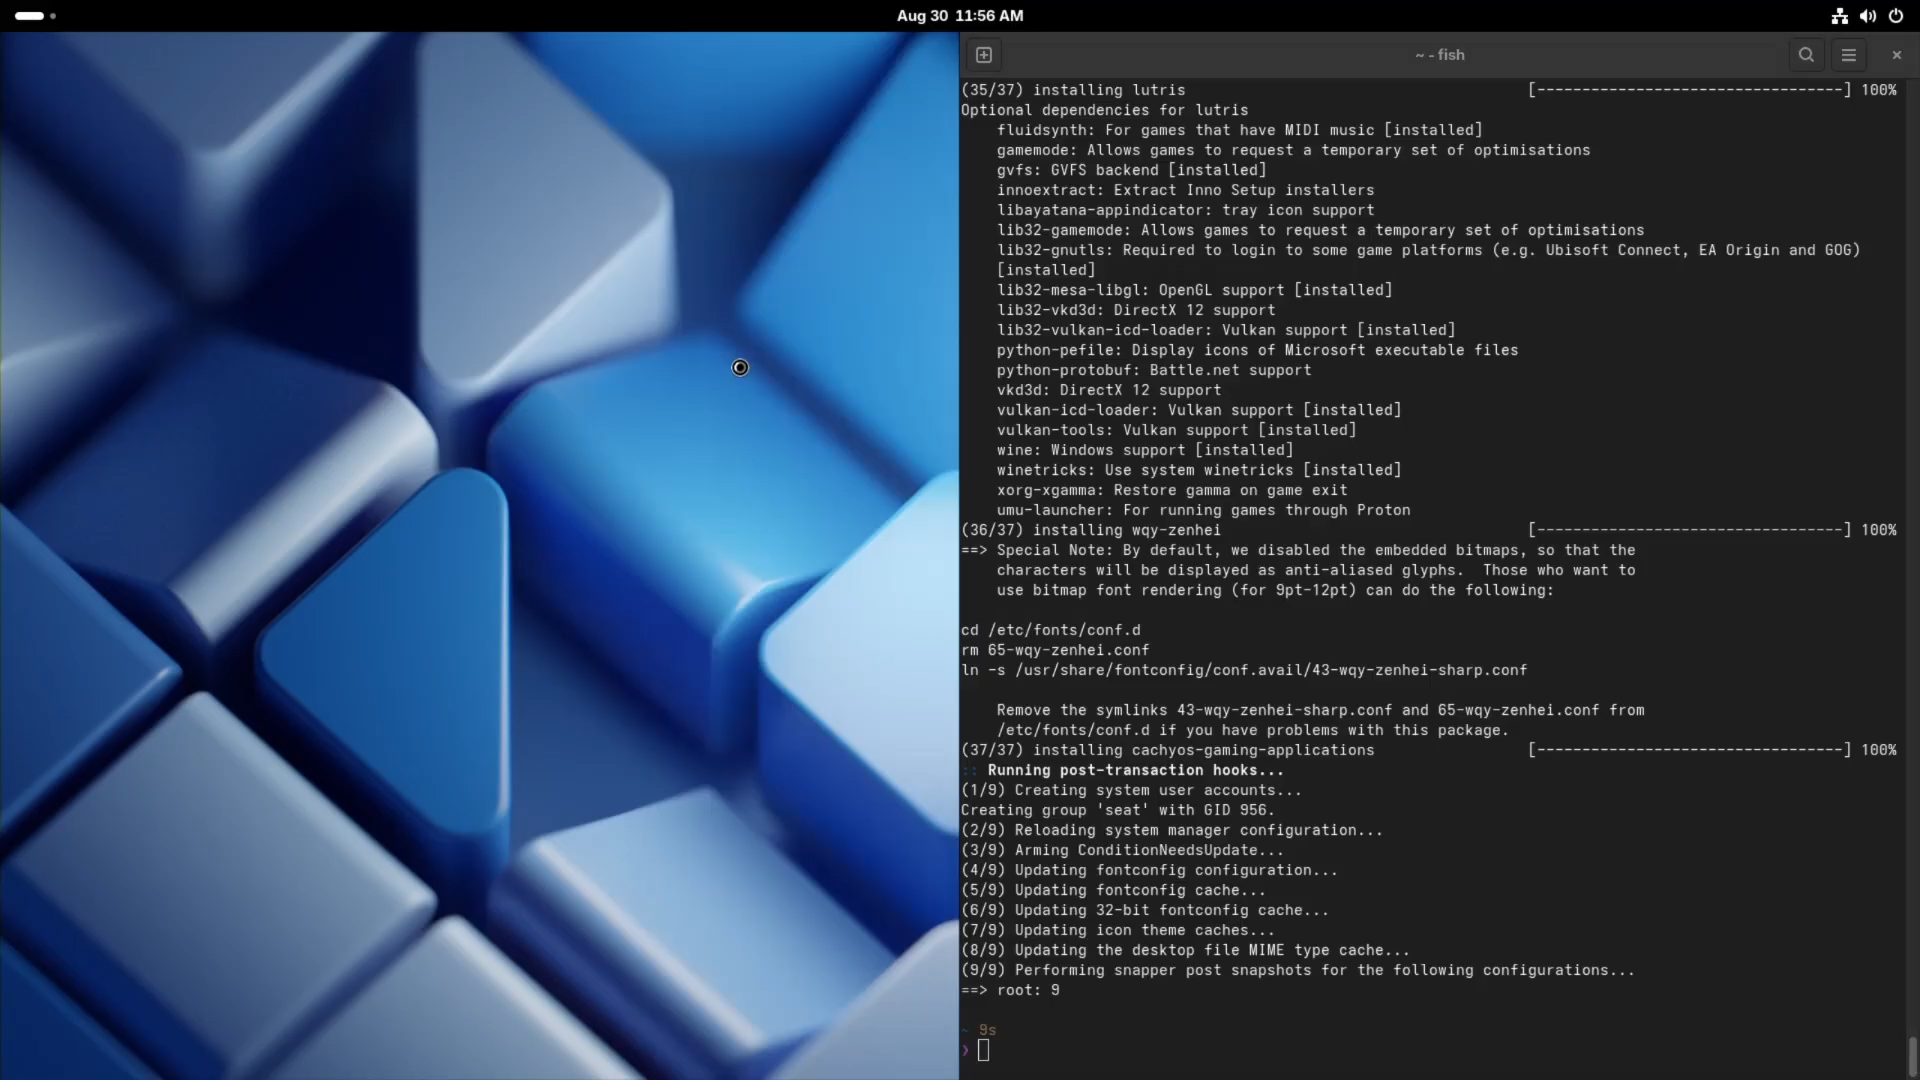 Aug 30 11:56 AM
~ - fish
(35/37) installing lutris [----------------------------------] 100%
Optional dependencies for lutris
fluidsynth: For games that have MIDI music [installed]
gamemode: Allows games to request a temporary set of optimisations
gvfs: GVFS backend [installed]
innoextract: Extract Inno Setup installers
libayatana-appindicator: tray icon support
lib32-gamemode: Allows games to request a temporary set of optimisations
lib32-gnutls: Required to login to some game platforms (e.g. Ubisoft Connect, EA Origin and GOG)
[installed]
lib32-mesa-libgl: OpenGL support [installed]
lib32-vkd3d: DirectX 12 support
lib32-vulkan-icd-loader: Vulkan support [installed]
python-pefile: Display icons of Microsoft executable files
python-protobuf: Battle.net support
vkd3d: DirectX 12 support
vulkan-icd-loader: Vulkan support [installed]
vulkan-tools: Vulkan support [installed]
wine: Windows support [installed]
winetricks: Use system winetricks [installed]
xorg-xgamma: Restore gamma on game exit
umu-launcher: For running games through Proton
(36/37) installing wqy-zenhei [----------------------------------] 100%
==> Special Note: By default, we disabled the embedded bitmaps, so that the
characters will be displayed as anti-aliased glyphs.  Those who want to
use bitmap font rendering (for 9pt-12pt) can do the following:
cd /etc/fonts/conf.d
rm 65-wqy-zenhei.conf
ln -s /usr/share/fontconfig/conf.avail/43-wqy-zenhei-sharp.conf
Remove the symlinks 43-wqy-zenhei-sharp.conf and 65-wqy-zenhei.conf from
/etc/fonts/conf.d if you have problems with this package.
(37/37) installing cachyos-gaming-applications [----------------------------------] 100%
:: Running post-transaction hooks...
(1/9) Creating system user accounts...
Creating group 'seat' with GID 956.
(2/9) Reloading system manager configuration...
(3/9) Arming ConditionNeedsUpdate...
(4/9) Updating fontconfig configuration...
(5/9) Updating fontconfig cache...
(6/9) Updating 32-bit fontconfig cache...
(7/9) Updating icon theme caches...
(8/9) Updating the desktop file MIME type cache...
(9/9) Performing snapper post snapshots for the following configurations...
==> root: 9
~ 9s
❯